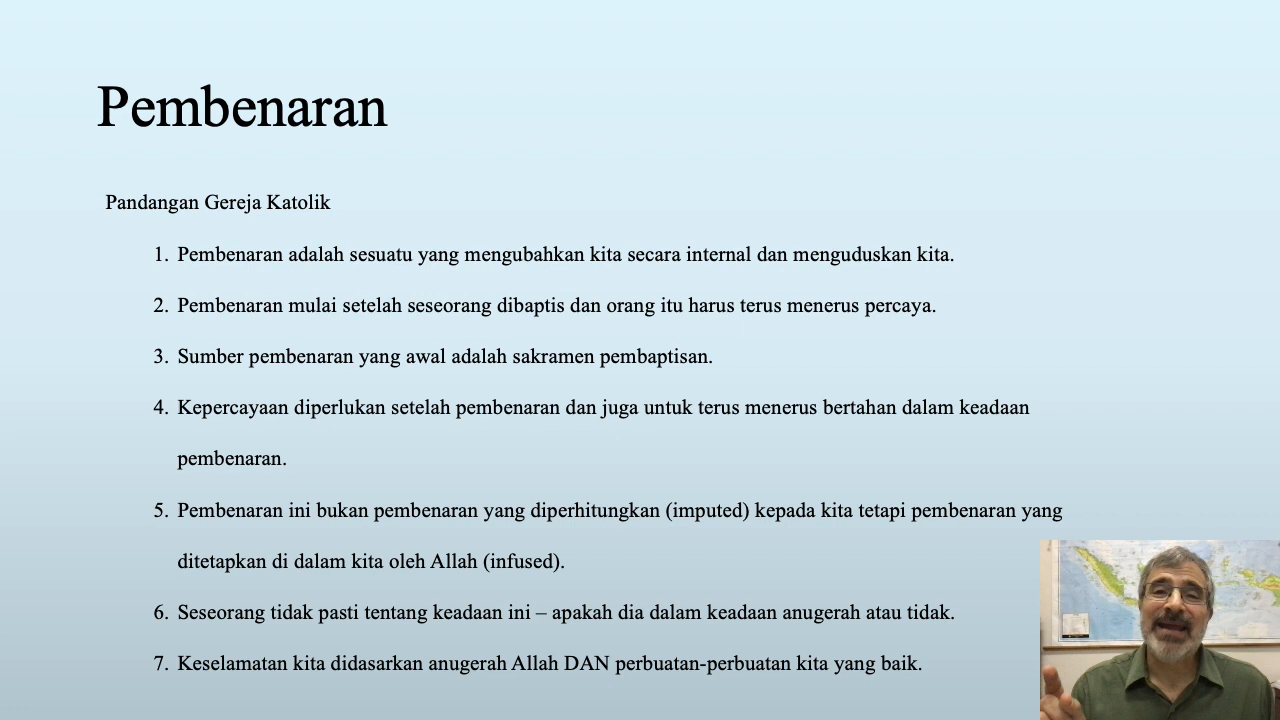 Pembenaran
Pandangan Gereja Katolik
1. Pembenaran adalah sesuatu yang mengubahkan kita secara internal dan menguduskan kita.
2. Pembenaran mulai setelah seseorang dibaptis dan orang itu harus terus menerus percaya.
3. Sumber pembenaran yang awal adalah sakramen pembaptisan.
4. Kepercayaan diperlukan setelah pembenaran dan juga untuk terus menerus bertahan dalam keadaan
pembenaran.
5. Pembenaran ini bukan pembenaran yang diperhitungkan (imputed) kepada kita tetapi pembenaran yang
ditetapkan di dalam kita oleh Allah (infused).
6. Seseorang tidak pasti tentang keadaan ini – apakah dia dalam keadaan anugerah atau tidak.
7. Keselamatan kita didasarkan anugerah Allah DAN perbuatan-perbuatan kita yang baik.